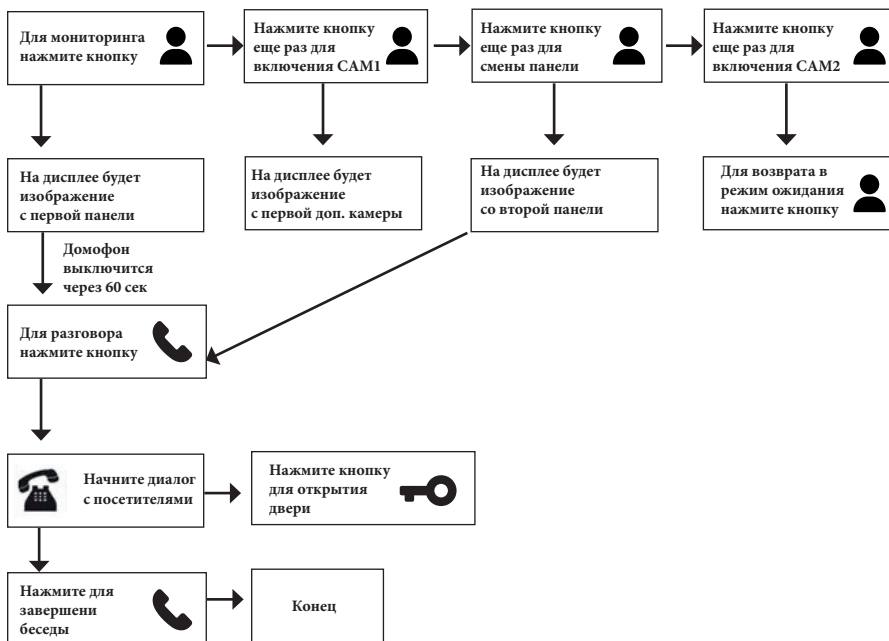 Для мониторинга
нажмите кнопку
Нажмите кнопку
еще раз для
включения CAM1
Нажмите кнопку
еще раз для
смены панели
Нажмите кнопку
еще раз для
включения CAM2
На дисплее будет
изображение
с первой панели
На дисплее будет
изображение
с первой доп. камеры
На дисплее будет
изображение
со второй панели
Для возврата в
режим ожидания
нажмите кнопку
Домофон
выключится
через 60 сек
Для разговора
нажмите кнопку
Начните диалог
с посетителями
Нажмите кнопку
для открытия
двери
Нажмите для
завершени
беседы
Конец